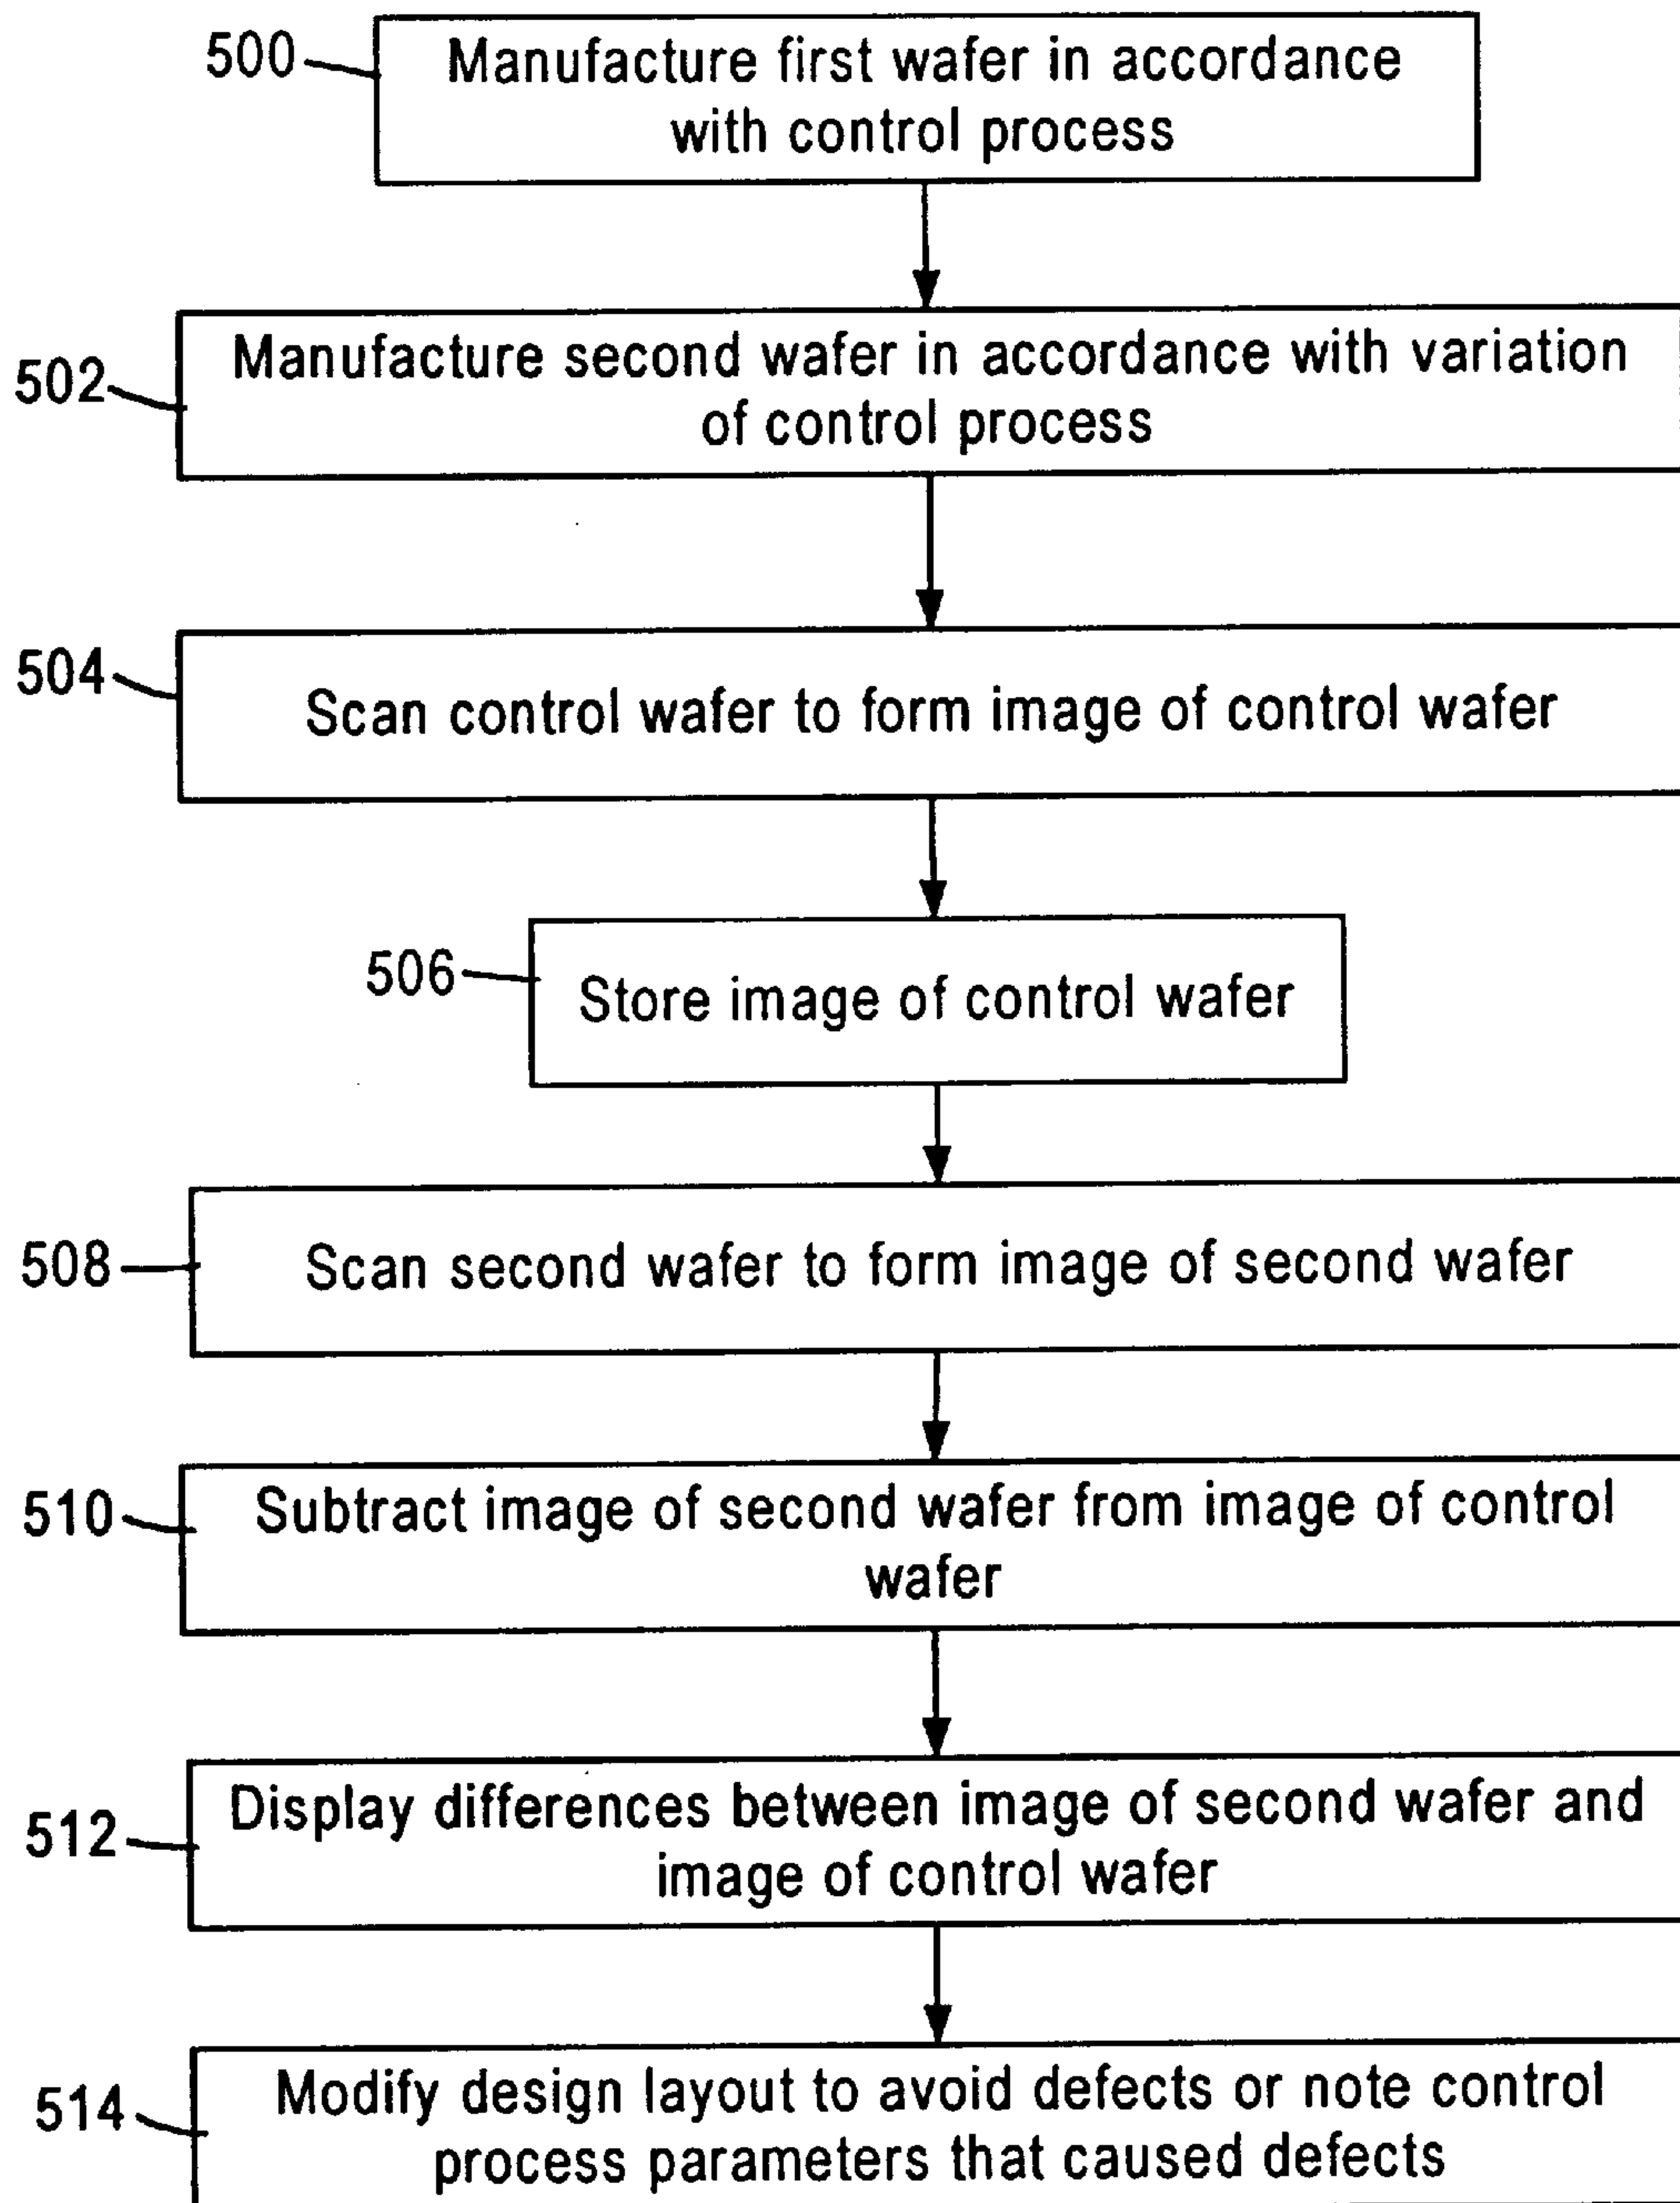 500
Manufacture first wafer in accordance
with control process
502
Manufacture second wafer in accordance with variation
of control process
504
Scan control wafer to form image of control wafer
506
Store image of control wafer
508
Scan second wafer to form image of second wafer
510
Subtract image of second wafer from image of control
wafer
512
Display differences between image of second wafer and
image of control wafer
514
Modify design layout to avoid defects or note control
process parameters that caused defects